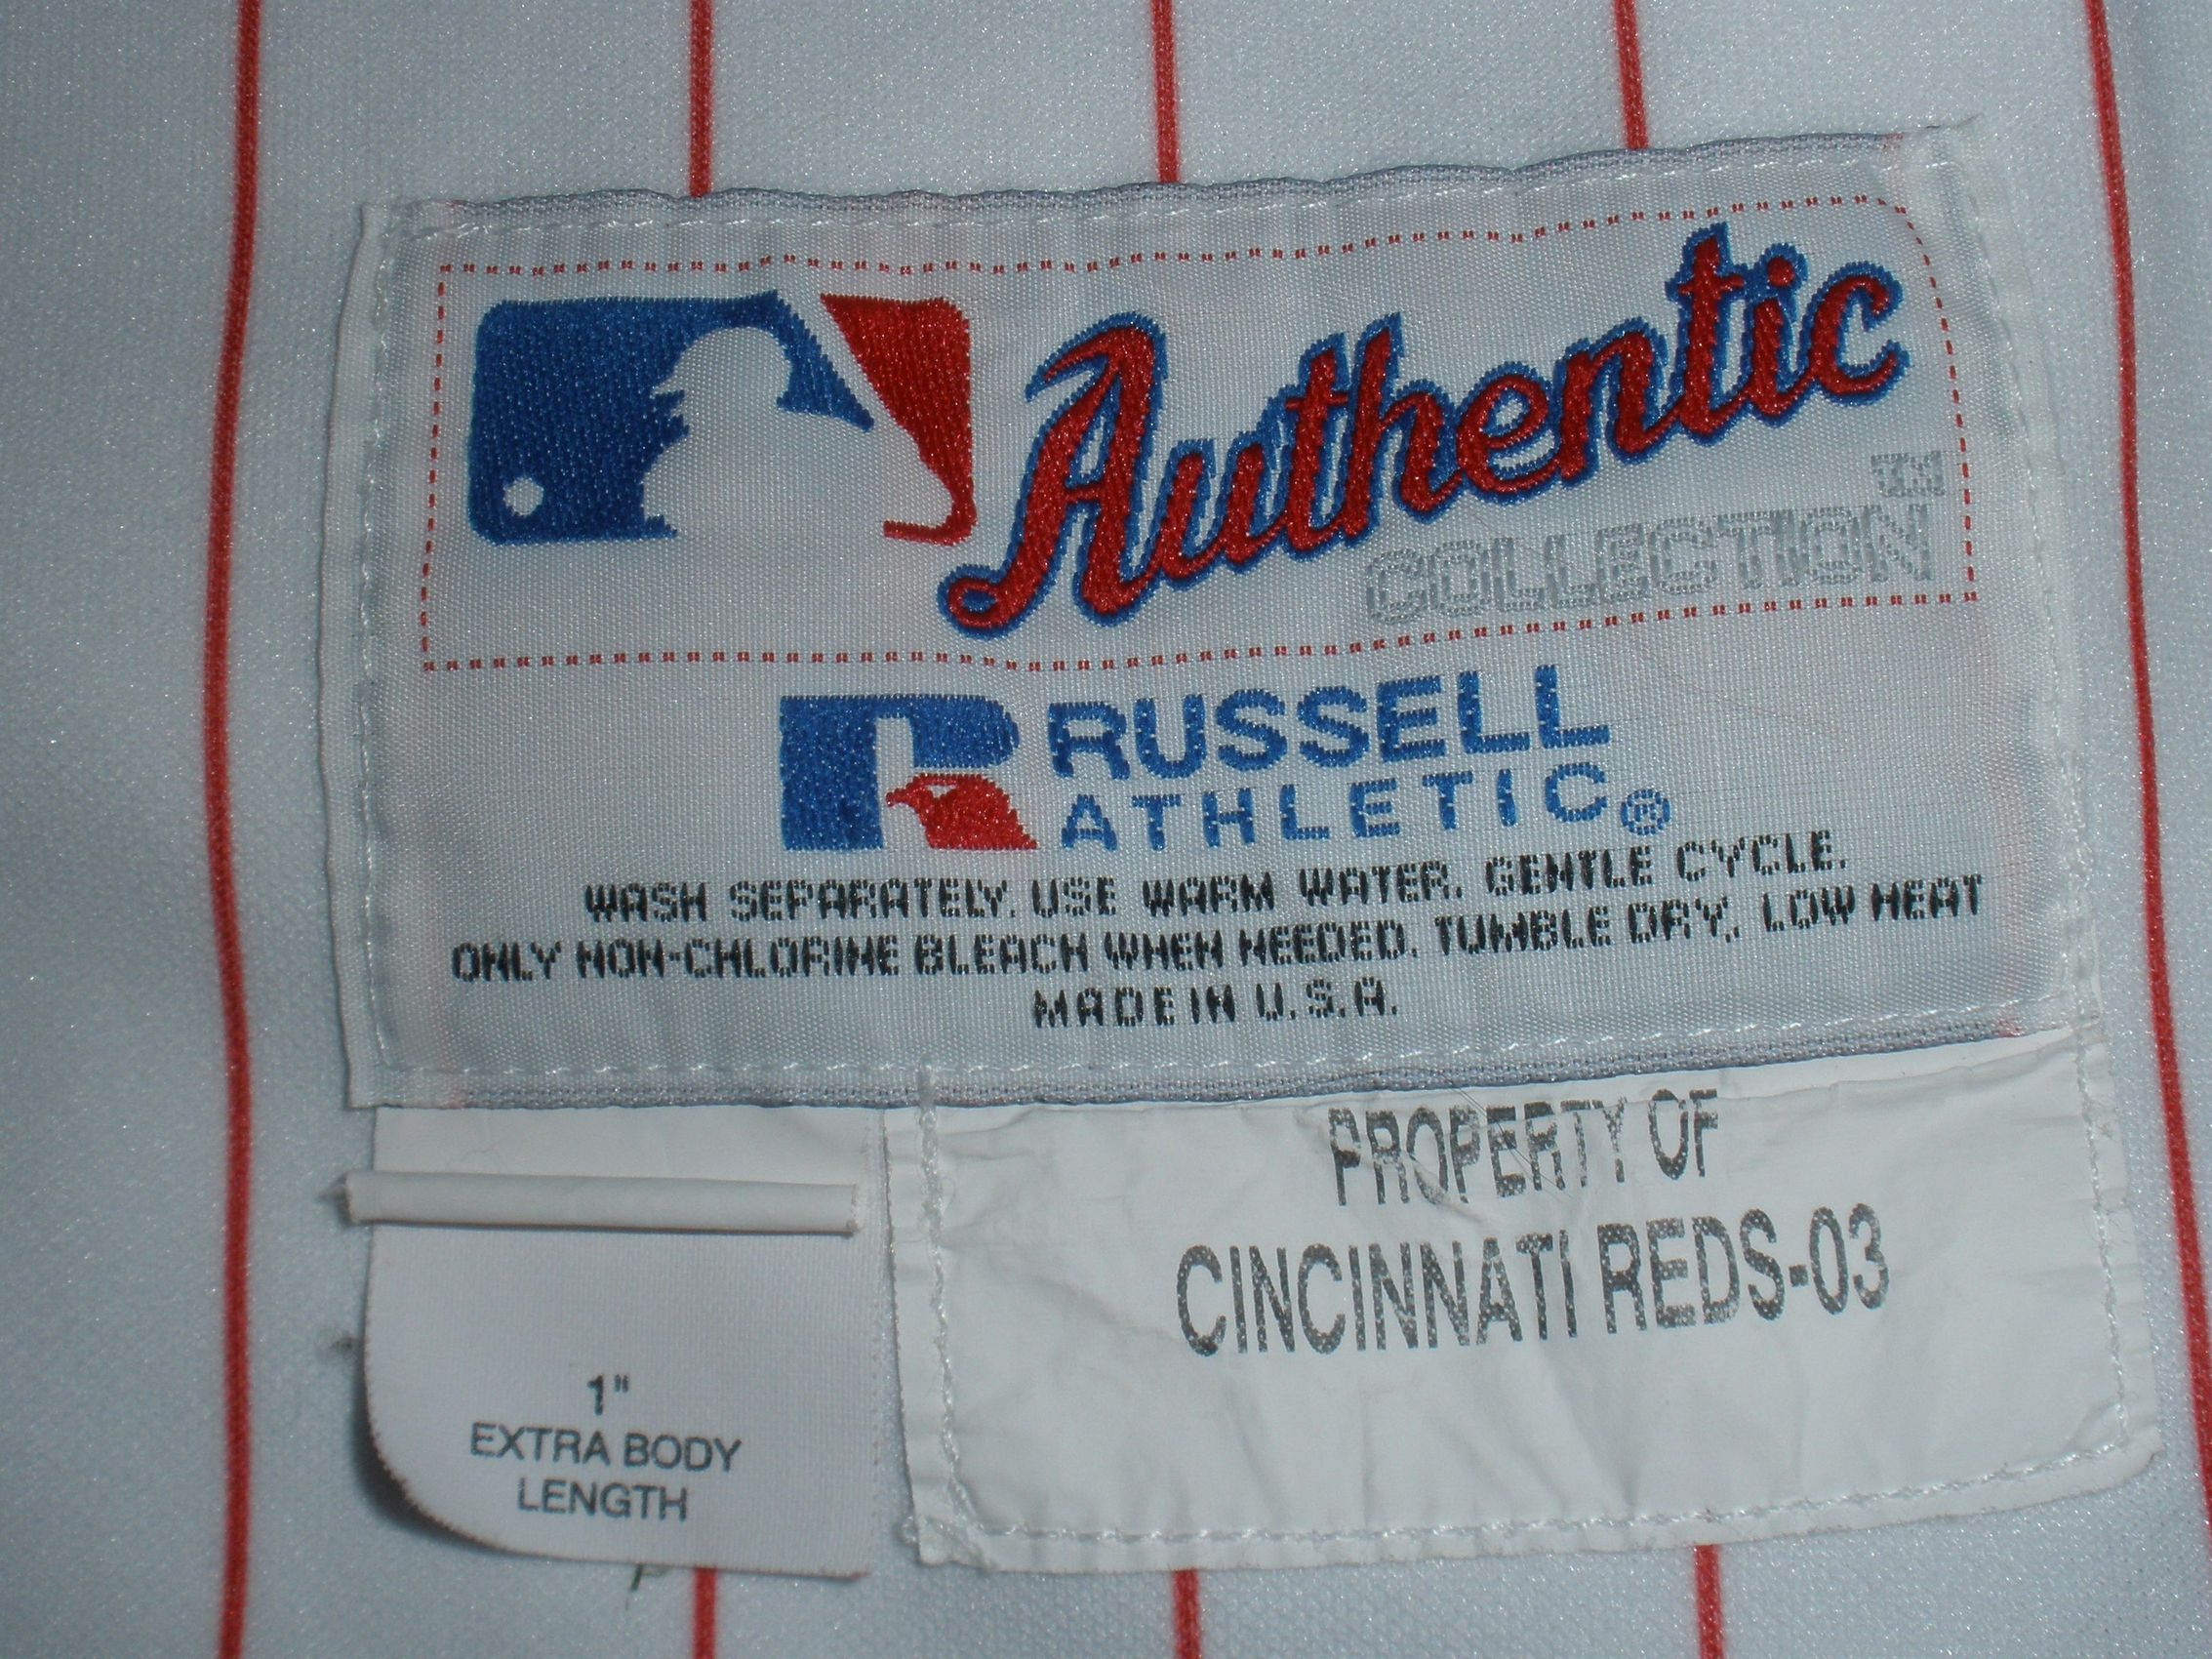 Authentic
COLLECTION™
RUSSELL
ATHLETIC®
WASH SEPARATELY. USE WARM WATER. GENTLE CYCLE.
ONLY NON-CHLORINE BLEACH WHEN NEEDED. TUMBLE DRY, LOW HEAT
MADE IN U.S.A.
PROPERTY OF
CINCINNATI REDS-03
1"
EXTRA BODY
LENGTH